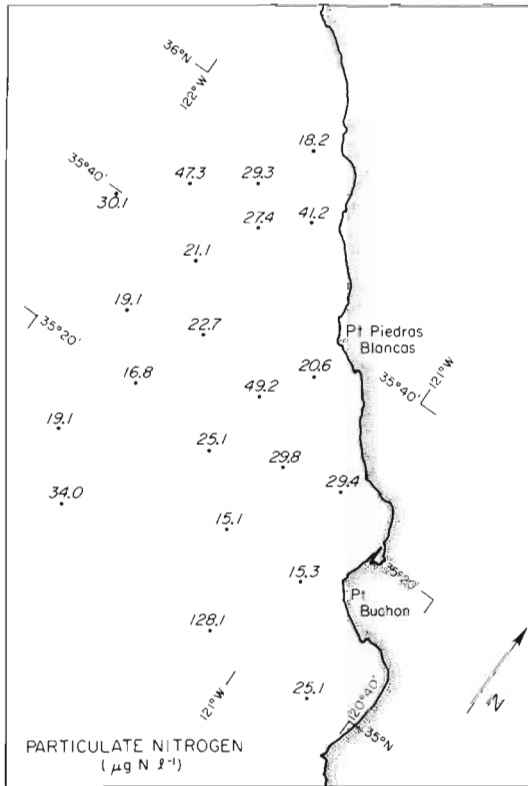 36°N
122°W
18.2
35°40'
47.3
29.3
30.1
27.4
41.2
21.1
19.1
35°20'
22.7
Pt Piedras
Blancas
16.8
20.6
121°W
35°40'
49.2
19.1
25.1
29.8
29.4
34.0
15.1
15.3
35°20'
Pt
Buchon
128.1
121°W
25.1
120°40'
35°N
N
PARTICULATE NITROGEN
(µg N ℓ⁻¹)